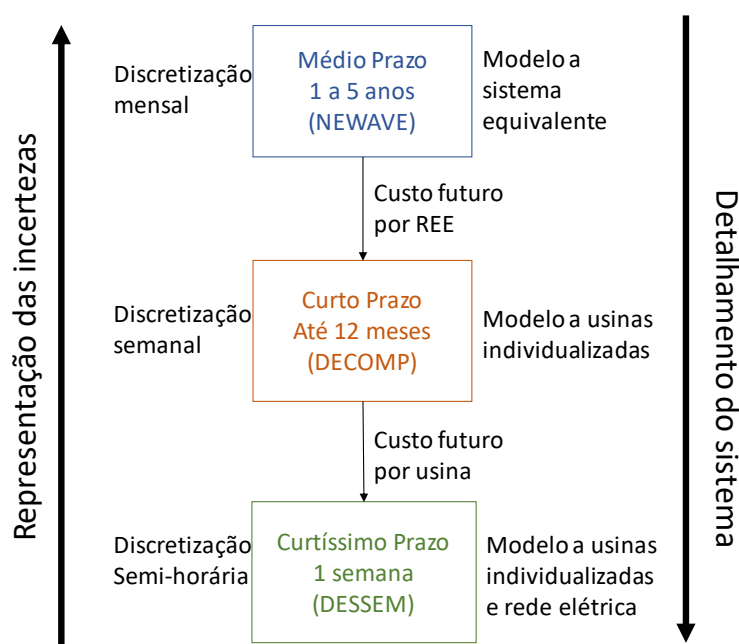 Representação das incertezas
Discretização
mensal
Médio Prazo
1 a 5 anos
(NEWAVE)
Modelo a
sistema
equivalente
Custo futuro
por REE
Discretização
semanal
Curto Prazo
Até 12 meses
(DECOMP)
Modelo a usinas
individualizadas
Custo futuro
por usina
Discretização
Semi-horária
Curtíssimo Prazo
1 semana
(DESSEM)
Modelo a usinas
individualizadas
e rede elétrica
Detalhamento do sistema